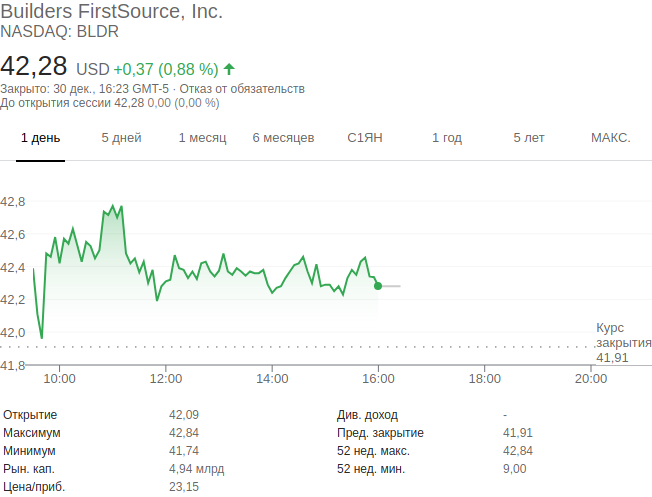 Builders FirstSource, Inc.
NASDAQ: BLDR
42,28 USD +0,37 (0,88 %)
Закрыто: 30 дек., 16:23 GMT-5 · Отказ от обязательств
До открытия сессии 42,28 0,00 (0,00 %)
1 день 5 дней 1 месяц 6 месяцев С1ЯН 1 год 5 лет МАКС.
42,8
42,6
42,4
42,2
42,0
Курс
закрытия
41,91
41,8
10:00 12:00 14:00 16:00 18:00 20:00
Открытие 42,09 Див. доход -
Максимум 42,84 Пред. закрытие 41,91
Минимум 41,74 52 нед. макс. 42,84
Рын. кап. 4,94 млрд 52 нед. мин. 9,00
Цена/приб. 23,15